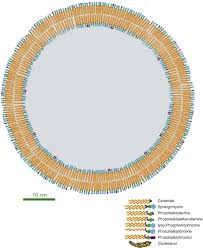 10 nm
Ceramide
Sphingomyelin
Phosphatidylserine
Phosphatidylethanolamine
lyso-Phosphatidylcholine
Phosphatidylcholine
Phosphatidylinositol
Cholesterol